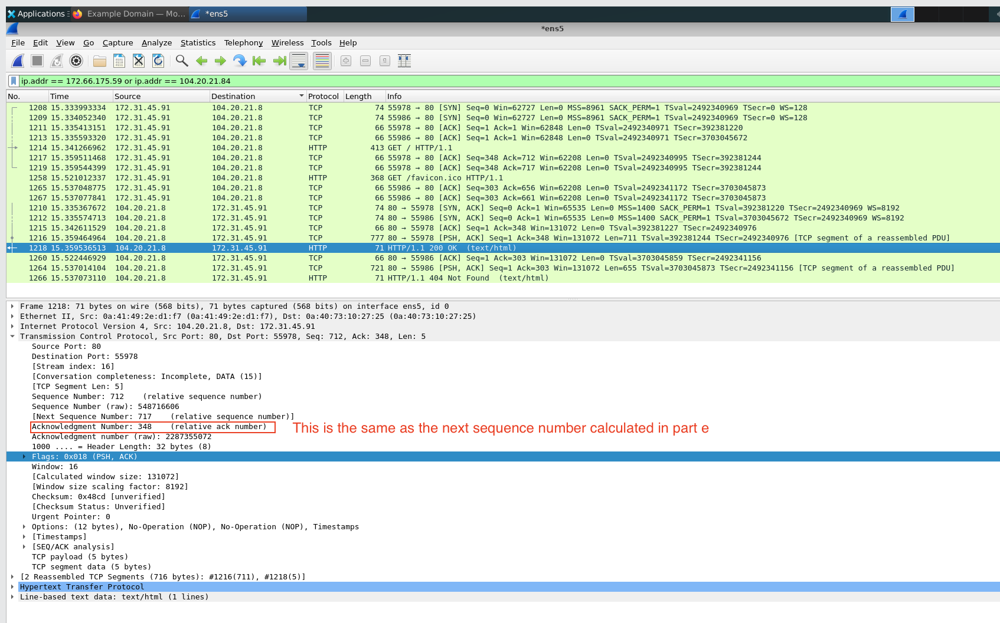 Applications Example Domain — Mo... *ens5
*ens5
File Edit View Go Capture Analyze Statistics Telephony Wireless Tools Help
ip.addr == 172.66.175.59 or ip.addr == 104.20.21.84
No. Time Source Destination Protocol Length Info
1208 15.333993334 172.31.45.91 104.20.21.8 TCP 74 55978 → 80 [SYN] Seq=0 Win=62727 Len=0 MSS=8961 SACK_PERM=1 TSval=2492340969 TSecr=0 WS=128
1209 15.334052340 172.31.45.91 104.20.21.8 TCP 74 55986 → 80 [SYN] Seq=0 Win=62727 Len=0 MSS=8961 SACK_PERM=1 TSval=2492340969 TSecr=0 WS=128
1211 15.335413151 172.31.45.91 104.20.21.8 TCP 66 55978 → 80 [ACK] Seq=1 Ack=1 Win=62848 Len=0 TSval=2492340971 TSecr=392381220
1213 15.335593320 172.31.45.91 104.20.21.8 TCP 66 55986 → 80 [ACK] Seq=1 Ack=1 Win=62848 Len=0 TSval=2492340971 TSecr=3703045672
1214 15.341266962 172.31.45.91 104.20.21.8 HTTP 413 GET / HTTP/1.1
1217 15.359511468 172.31.45.91 104.20.21.8 TCP 66 55978 → 80 [ACK] Seq=348 Ack=712 Win=62208 Len=0 TSval=2492340995 TSecr=392381244
1219 15.359544399 172.31.45.91 104.20.21.8 TCP 66 55978 → 80 [ACK] Seq=348 Ack=717 Win=62208 Len=0 TSval=2492340995 TSecr=392381244
1258 15.521012337 172.31.45.91 104.20.21.8 HTTP 368 GET /favicon.ico HTTP/1.1
1265 15.537048775 172.31.45.91 104.20.21.8 TCP 66 55986 → 80 [ACK] Seq=303 Ack=656 Win=62208 Len=0 TSval=2492341172 TSecr=3703045873
1267 15.537077841 172.31.45.91 104.20.21.8 TCP 66 55986 → 80 [ACK] Seq=303 Ack=661 Win=62208 Len=0 TSval=2492341172 TSecr=3703045873
1210 15.335367672 104.20.21.8 172.31.45.91 TCP 74 80 → 55978 [SYN, ACK] Seq=0 Ack=1 Win=65535 Len=0 MSS=1400 SACK_PERM=1 TSval=392381220 TSecr=2492340969 WS=8192
1212 15.335574713 104.20.21.8 172.31.45.91 TCP 74 80 → 55986 [SYN, ACK] Seq=0 Ack=1 Win=65535 Len=0 MSS=1400 SACK_PERM=1 TSval=3703045672 TSecr=2492340969 WS=8192
1215 15.342611529 104.20.21.8 172.31.45.91 TCP 66 80 → 55978 [ACK] Seq=1 Ack=348 Win=131072 Len=0 TSval=392381227 TSecr=2492340976
1216 15.359464964 104.20.21.8 172.31.45.91 TCP 777 80 → 55978 [PSH, ACK] Seq=1 Ack=348 Win=131072 Len=711 TSval=392381244 TSecr=2492340976 [TCP segment of a reassembled PDU]
1218 15.359536513 104.20.21.8 172.31.45.91 HTTP 71 HTTP/1.1 200 OK (text/html)
1260 15.522446929 104.20.21.8 172.31.45.91 TCP 66 80 → 55986 [ACK] Seq=1 Ack=303 Win=131072 Len=0 TSval=3703045859 TSecr=2492341156
1264 15.537014104 104.20.21.8 172.31.45.91 TCP 721 80 → 55986 [PSH, ACK] Seq=1 Ack=303 Win=131072 Len=655 TSval=3703045873 TSecr=2492341156 [TCP segment of a reassembled PDU]
1266 15.537073110 104.20.21.8 172.31.45.91 HTTP 71 HTTP/1.1 404 Not Found (text/html)
Frame 1218: 71 bytes on wire (568 bits), 71 bytes captured (568 bits) on interface ens5, id 0
Ethernet II, Src: 0a:41:49:2e:d1:f7 (0a:41:49:2e:d1:f7), Dst: 0a:40:73:10:27:25 (0a:40:73:10:27:25)
Internet Protocol Version 4, Src: 104.20.21.8, Dst: 172.31.45.91
Transmission Control Protocol, Src Port: 80, Dst Port: 55978, Seq: 712, Ack: 348, Len: 5
Source Port: 80
Destination Port: 55978
[Stream index: 16]
[Conversation completeness: Incomplete, DATA (15)]
[TCP Segment Len: 5]
Sequence Number: 712 (relative sequence number)
Sequence Number (raw): 548716606
[Next Sequence Number: 717 (relative sequence number)]
Acknowledgment Number: 348 (relative ack number) This is the same as the next sequence number calculated in part e
Acknowledgment number (raw): 2287355072
1000 .... = Header Length: 32 bytes (8)
Flags: 0x018 (PSH, ACK)
Window: 16
[Calculated window size: 131072]
[Window size scaling factor: 8192]
Checksum: 0x48cd [unverified]
[Checksum Status: Unverified]
Urgent Pointer: 0
Options: (12 bytes), No-Operation (NOP), No-Operation (NOP), Timestamps
[Timestamps]
[SEQ/ACK analysis]
TCP payload (5 bytes)
TCP segment data (5 bytes)
[2 Reassembled TCP Segments (716 bytes): #1216(711), #1218(5)]
Hypertext Transfer Protocol
Line-based text data: text/html (1 lines)